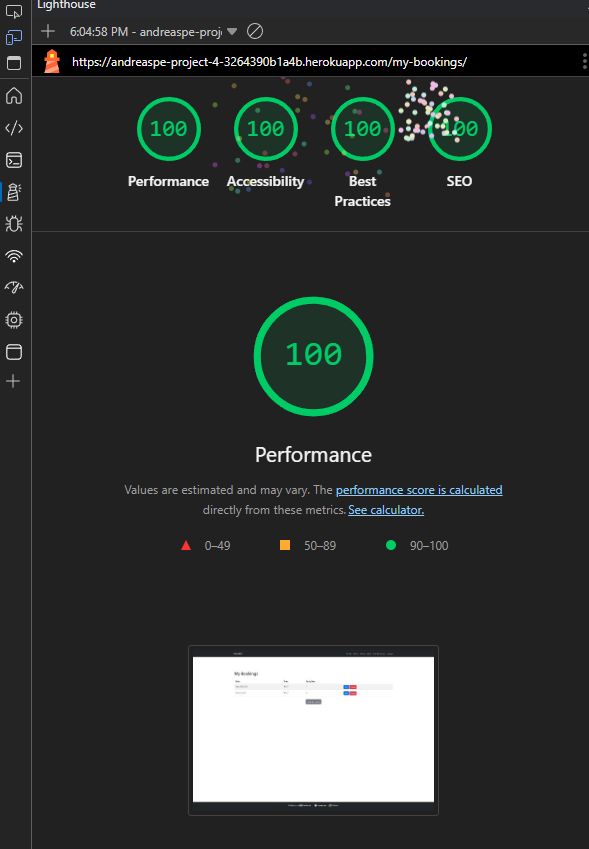 Lighthouse
6:04:58 PM - andreaspe-proj
https://andreaspe-project-4-3264390b1a4b.herokuapp.com/my-bookings/
100 100 100 100
Performance Accessibility Best Practices SEO
100
Performance
Values are estimated and may vary. The performance score is calculated
directly from these metrics. See calculator.
0–49 50–89 90–100
My Bookings